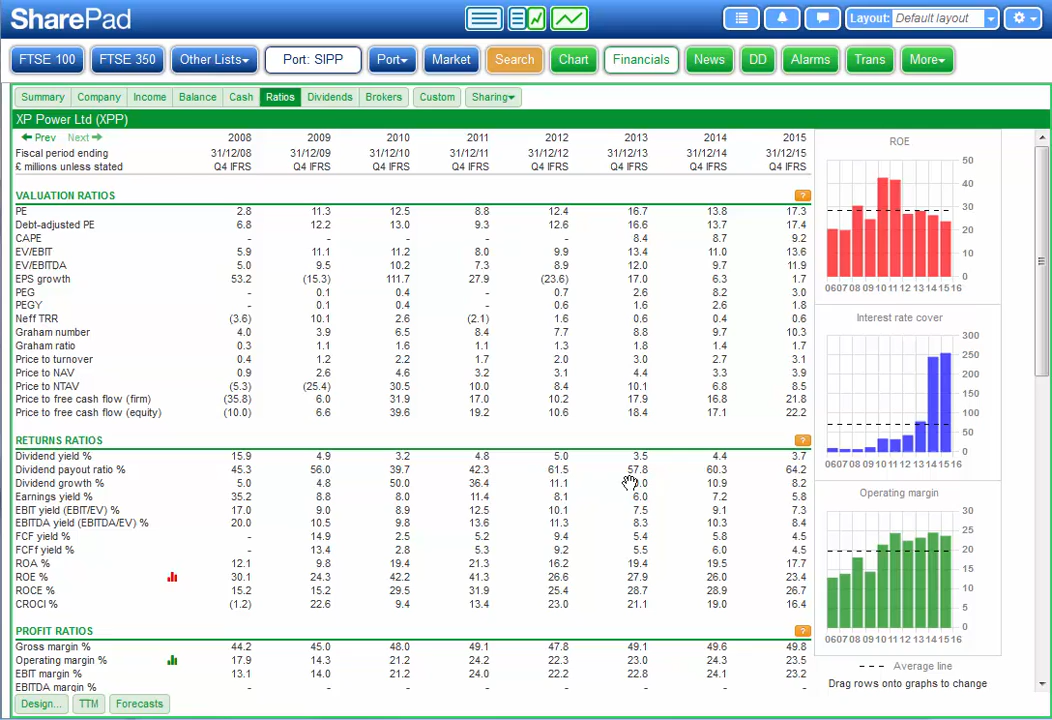 SharePad
Layout: Default layout
FTSE 100 FTSE 350 Other Lists Port: SIPP Port Market Search Chart Financials News DD Alarms Trans More
Summary Company Income Balance Cash Ratios Dividends Brokers Custom Sharing
XP Power Ltd (XPP)
Prev Next 2008 2009 2010 2011 2012 2013 2014 2015
Fiscal period ending 31/12/08 31/12/09 31/12/10 31/12/11 31/12/12 31/12/13 31/12/14 31/12/15
£ millions unless stated Q4 IFRS Q4 IFRS Q4 IFRS Q4 IFRS Q4 IFRS Q4 IFRS Q4 IFRS Q4 IFRS
VALUATION RATIOS ?
PE 2.8 11.3 12.5 8.8 12.4 16.7 13.8 17.3
Debt-adjusted PE 6.8 12.2 13.0 9.3 12.6 16.6 13.7 17.4
CAPE - - - - - 8.4 8.7 9.2
EV/EBIT 5.9 11.1 11.2 8.0 9.9 13.4 11.0 13.6
EV/EBITDA 5.0 9.5 10.2 7.3 8.9 12.0 9.7 11.9
EPS growth 53.2 (15.3) 111.7 27.9 (23.6) 17.0 6.3 1.7
PEG - 0.1 0.4 - 0.7 2.6 8.2 3.0
PEGY - 0.1 0.4 - 0.6 1.6 2.6 1.8
Neff TRR (3.6) 10.1 2.6 (2.1) 1.6 0.6 0.4 0.6
Graham number 4.0 3.9 6.5 8.4 7.7 8.8 9.7 10.3
Graham ratio 0.3 1.1 1.6 1.1 1.3 1.8 1.4 1.7
Price to turnover 0.4 1.2 2.2 1.7 2.0 3.0 2.7 3.1
Price to NAV 0.9 2.6 4.6 3.2 3.1 4.4 3.3 3.9
Price to NTAV (5.3) (25.4) 30.5 10.0 8.4 10.1 6.8 8.5
Price to free cash flow (firm) (35.8) 6.0 31.9 17.0 10.2 17.9 16.8 21.8
Price to free cash flow (equity) (10.0) 6.6 39.6 19.2 10.6 18.4 17.1 22.2
RETURNS RATIOS ?
Dividend yield % 15.9 4.9 3.2 4.8 5.0 3.5 4.4 3.7
Dividend payout ratio % 45.3 56.0 39.7 42.3 61.5 57.8 60.3 64.2
Dividend growth % 5.0 4.8 50.0 36.4 11.1 .0 10.9 8.2
Earnings yield % 35.2 8.8 8.0 11.4 8.1 6.0 7.2 5.8
EBIT yield (EBIT/EV) % 17.0 9.0 8.9 12.5 10.1 7.5 9.1 7.3
EBITDA yield (EBITDA/EV) % 20.0 10.5 9.8 13.6 11.3 8.3 10.3 8.4
FCF yield % - 14.9 2.5 5.2 9.4 5.4 5.8 4.5
FCFf yield % - 13.4 2.8 5.3 9.2 5.5 6.0 4.5
ROA % 12.1 9.8 19.4 21.3 16.2 19.4 19.5 17.7
ROE % 30.1 24.3 42.2 41.3 26.6 27.9 26.0 23.4
ROCE % 15.2 15.2 29.5 31.9 25.4 28.7 28.9 26.7
CROCI % (1.2) 22.6 9.4 13.4 23.0 21.1 19.0 16.4
PROFIT RATIOS ?
Gross margin % 44.2 45.0 48.0 49.1 47.8 49.1 49.6 49.8
Operating margin % 17.9 14.3 21.2 24.2 22.3 23.0 24.3 23.5
EBIT margin % 13.1 14.0 21.2 24.0 22.2 22.8 24.1 23.2
EBITDA margin %
Design... TTM Forecasts
ROE
50
40
30
20
10
0
0607 08 09 10 11 12 13 14 15 16
Interest rate cover
300
250
200
150
100
50
0
0607 08 09 10 11 12 13 14 15 16
Operating margin
30
25
20
15
10
5
0
0607 08 09 10 11 12 13 14 15 16
Average line
Drag rows onto graphs to change